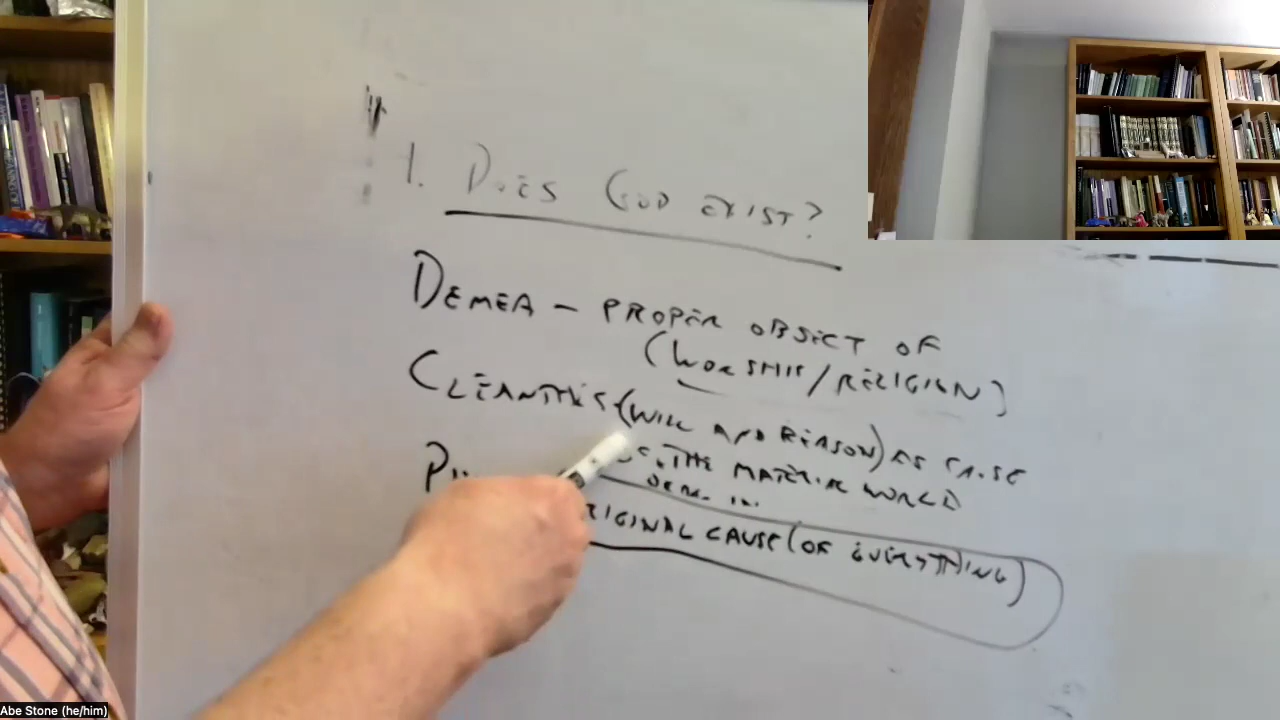 1. DOES GOD EXIST?
DEMEA – PROPER OBJECT OF
(WORSHIP/RELIGION)
CLEANTHES (WILL AND REASON) AS CAUSE
THE MATERIAL WORLD
ORIGINAL CAUSE (OF EVERYTHING)
Abe Stone (he/him)